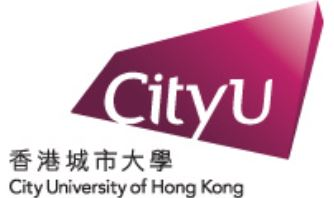 CityU
香港城市大學
City University of Hong Kong